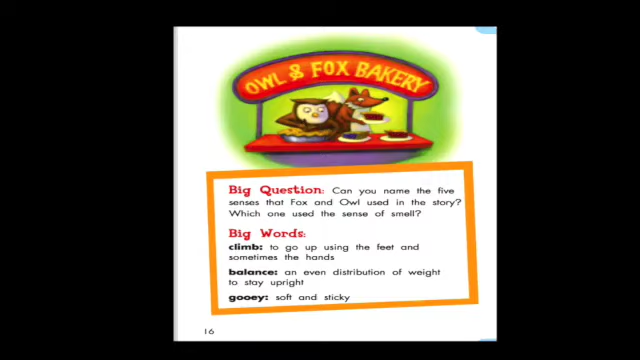 OWL & FOX BAKERY
Big Question: Can you name the five
senses that Fox and Owl used in the story?
Which one used the sense of smell?
Big Words:
climb: to go up using the feet and
sometimes the hands
balance: an even distribution of weight
to stay upright
gooey: soft and sticky
16